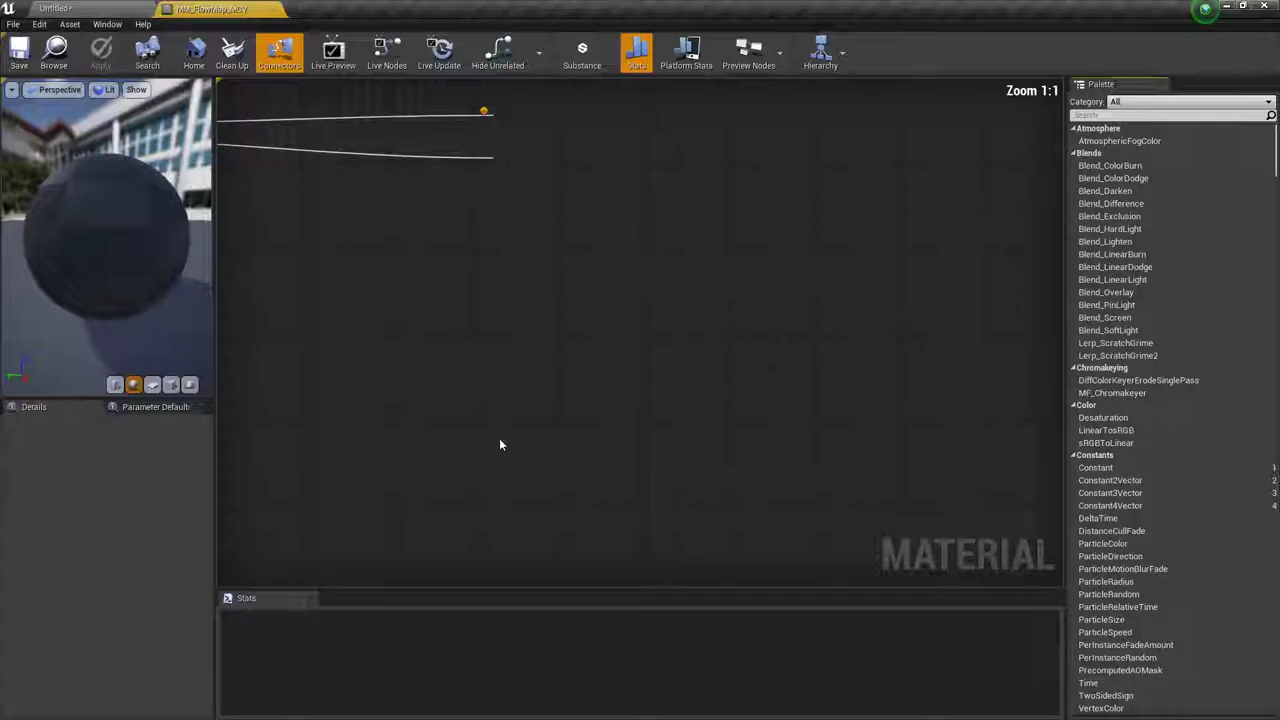 Untitled*
MM_FlowMap_MCV
File Edit Asset Window Help
Save Browse Apply Search Home Clean Up Connectors Live Preview Live Nodes Live Update Hide Unrelated Substance Stats Platform Stats Preview Nodes Hierarchy
Perspective Lit Show
Zoom 1:1
Palette
Category: All
Search
Atmosphere
AtmosphericFogColor
Blends
Blend_ColorBurn
Blend_ColorDodge
Blend_Darken
Blend_Difference
Blend_Exclusion
Blend_HardLight
Blend_Lighten
Blend_LinearBurn
Blend_LinearDodge
Blend_LinearLight
Blend_Overlay
Blend_PinLight
Blend_Screen
Blend_SoftLight
Lerp_ScratchGrime
Lerp_ScratchGrime2
Chromakeying
DiffColorKeyerErodeSinglePass
MF_Chromakeyer
Color
Desaturation
LinearTosRGB
sRGBToLinear
Constants
Constant 1
Constant2Vector 2
Constant3Vector 3
Constant4Vector 4
DeltaTime
DistanceCullFade
ParticleColor
ParticleDirection
ParticleMotionBlurFade
ParticleRadius
ParticleRandom
ParticleRelativeTime
ParticleSize
ParticleSpeed
PerInstanceFadeAmount
PerInstanceRandom
PrecomputedAOMask
Time
TwoSidedSign
VertexColor
Details Parameter Default
MATERIAL
Stats